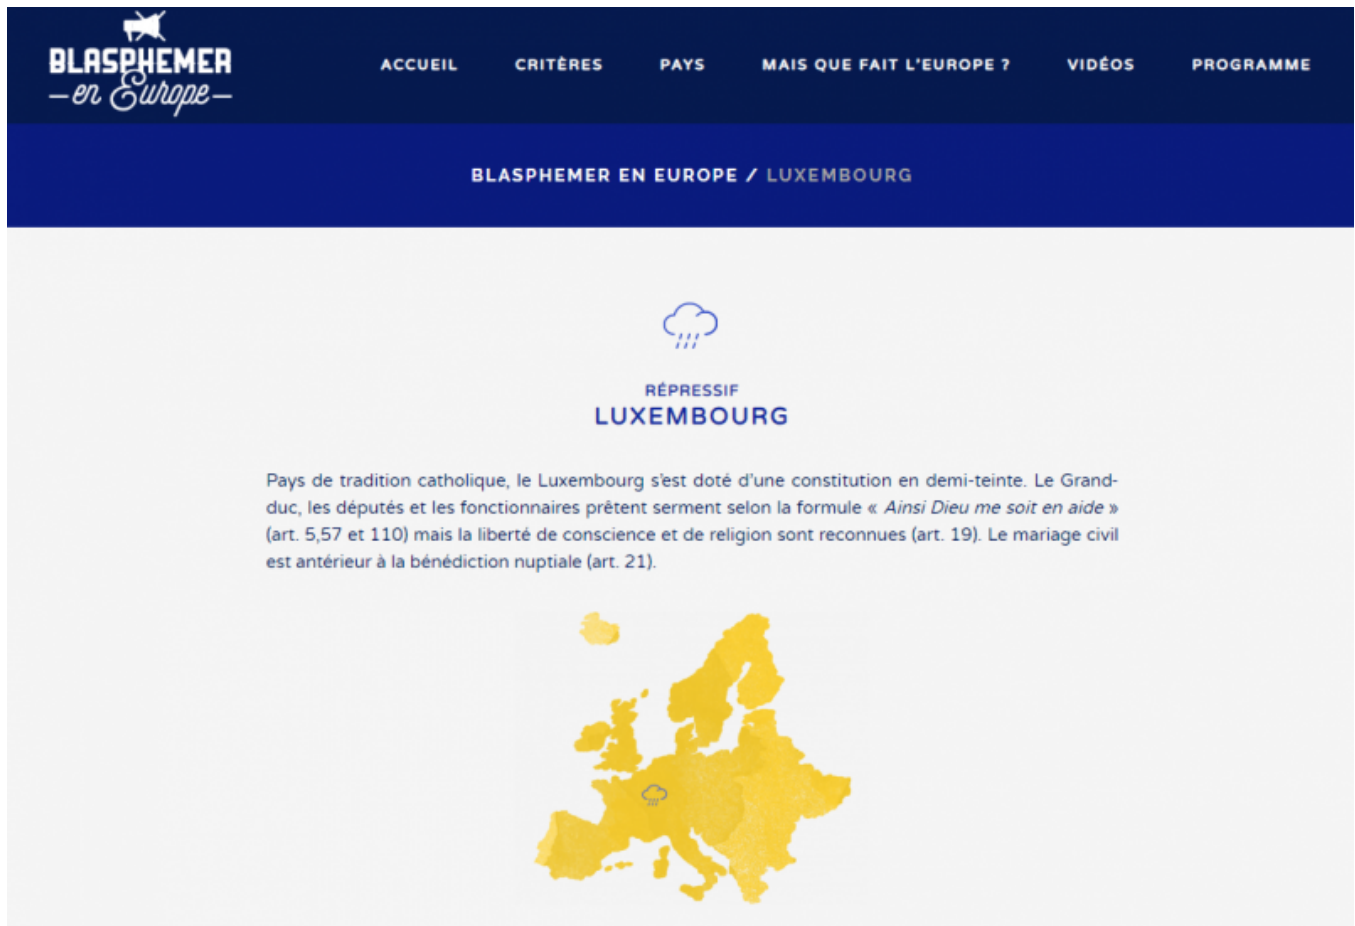 BLASPHEMER
en Europe
ACCUEIL CRITÈRES PAYS MAIS QUE FAIT L'EUROPE ? VIDÉOS PROGRAMME
BLASPHEMER EN EUROPE / LUXEMBOURG
RÉPRESSIF
LUXEMBOURG
Pays de tradition catholique, le Luxembourg s'est doté d'une constitution en demi-teinte. Le Grand-
duc, les députés et les fonctionnaires prêtent serment selon la formule « Ainsi Dieu me soit en aide »
(art. 5,57 et 110) mais la liberté de conscience et de religion sont reconnues (art. 19). Le mariage civil
est antérieur à la bénédiction nuptiale (art. 21).